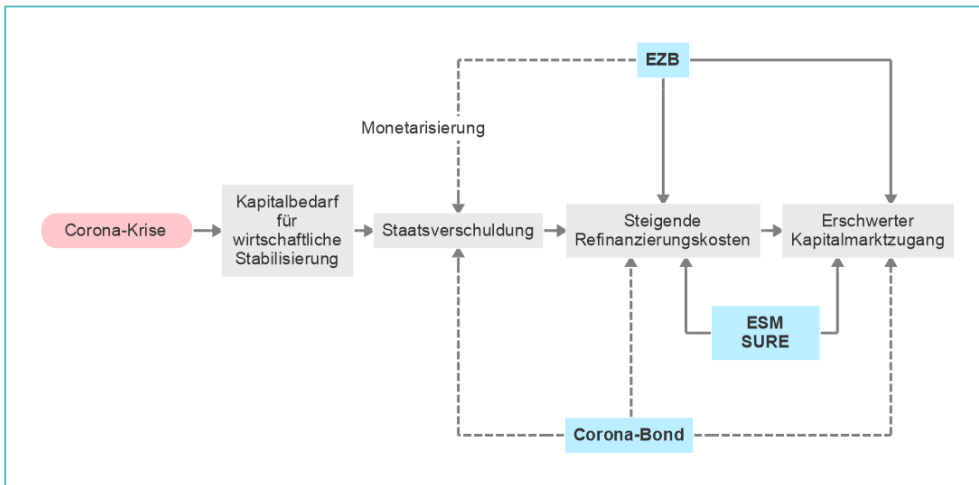 EZB
Monetarisierung
Corona-Krise
Kapitalbedarf
für
wirtschaftliche
Stabilisierung
Staatsverschuldung
Steigende
Refinanzierungskosten
Erschwerter
Kapitalmarktzugang
ESM
SURE
Corona-Bond